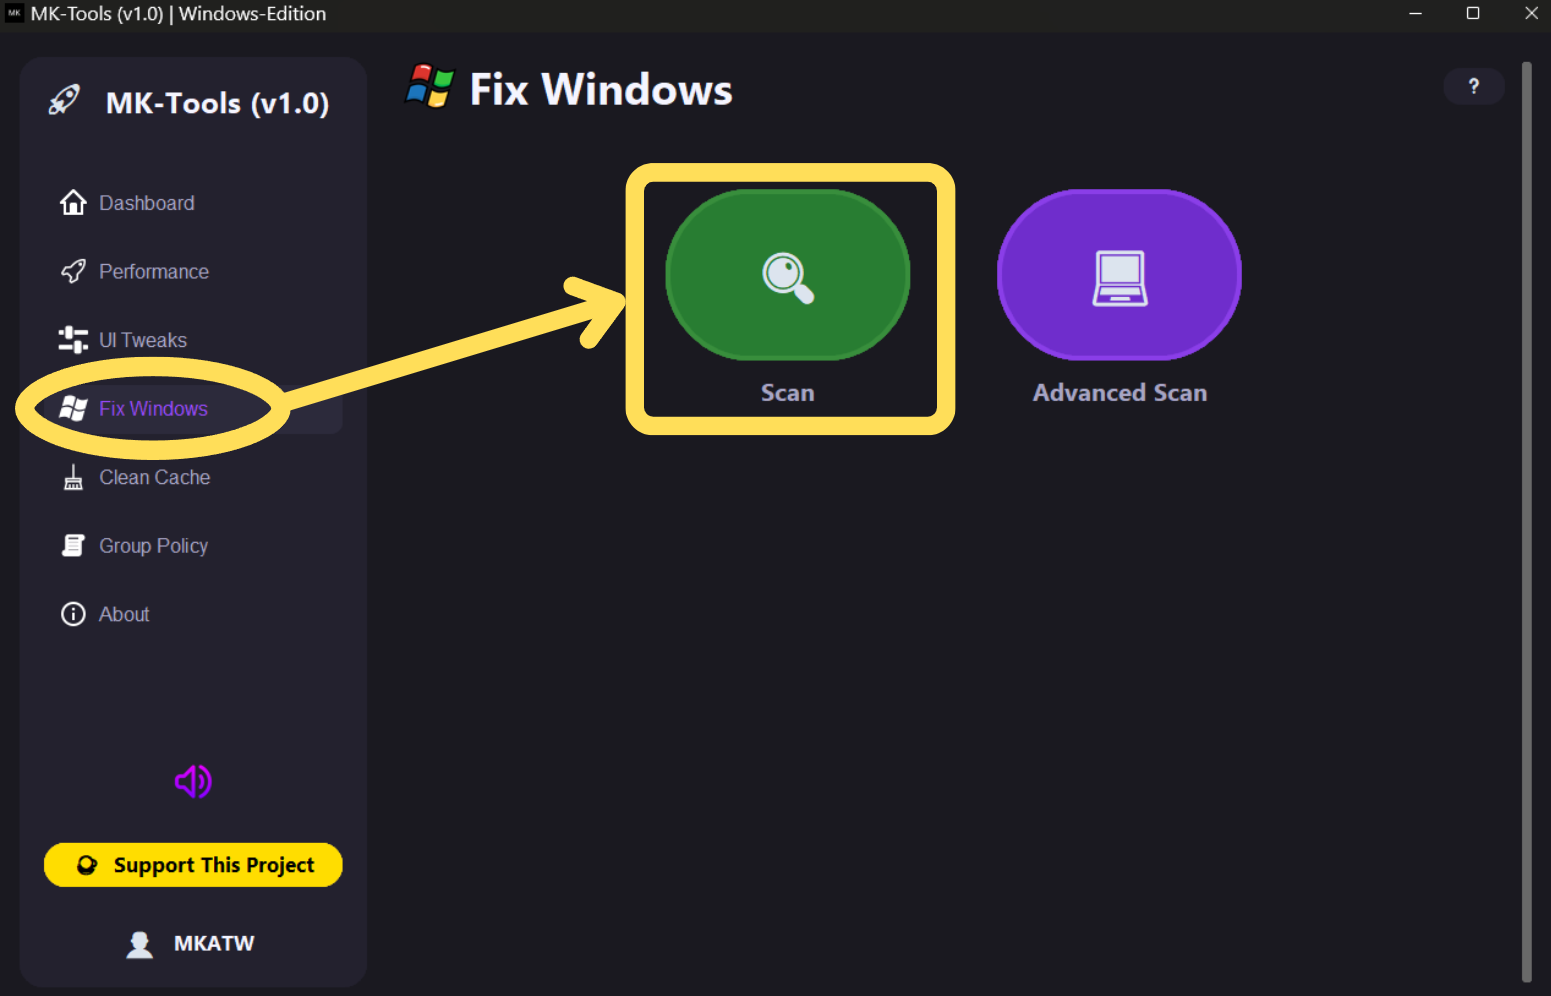 MK MK-Tools (v1.0) | Windows-Edition
MK-Tools (v1.0)
Dashboard
Performance
UI Tweaks
Fix Windows
Clean Cache
Group Policy
About
Support This Project
MKATW
Fix Windows
?
Scan
Advanced Scan